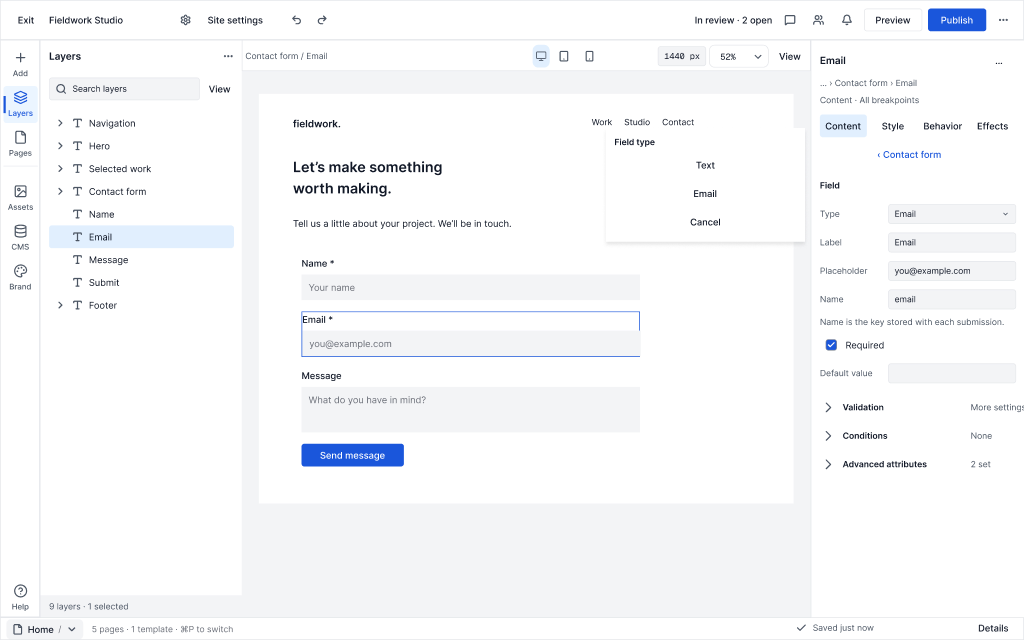 Exit
Fieldwork Studio
Site settings
In review · 2 open
Preview
Publish
Add
Layers
Pages
Assets
CMS
Brand
Help
Layers
Search layers
View
Navigation
Hero
Selected work
Contact form
Name
Email
Message
Submit
Footer
9 layers · 1 selected
Contact form / Email
1440 px
52%
View
fieldwork.
Work
Studio
Contact
Field type
Text
Email
Cancel
Let's make something
worth making.
Tell us a little about your project. We'll be in touch.
Name *
Your name
Email *
you@example.com
Message
What do you have in mind?
Send message
Email
... › Contact form › Email
Content · All breakpoints
Content
Style
Behavior
Effects
‹ Contact form
Field
Type
Email
Label
Email
Placeholder
you@example.com
Name
email
Name is the key stored with each submission.
Required
Default value
Validation
More settings
Conditions
None
Advanced attributes
2 set
Home /
5 pages · 1 template · ⌘P to switch
Saved just now
Details